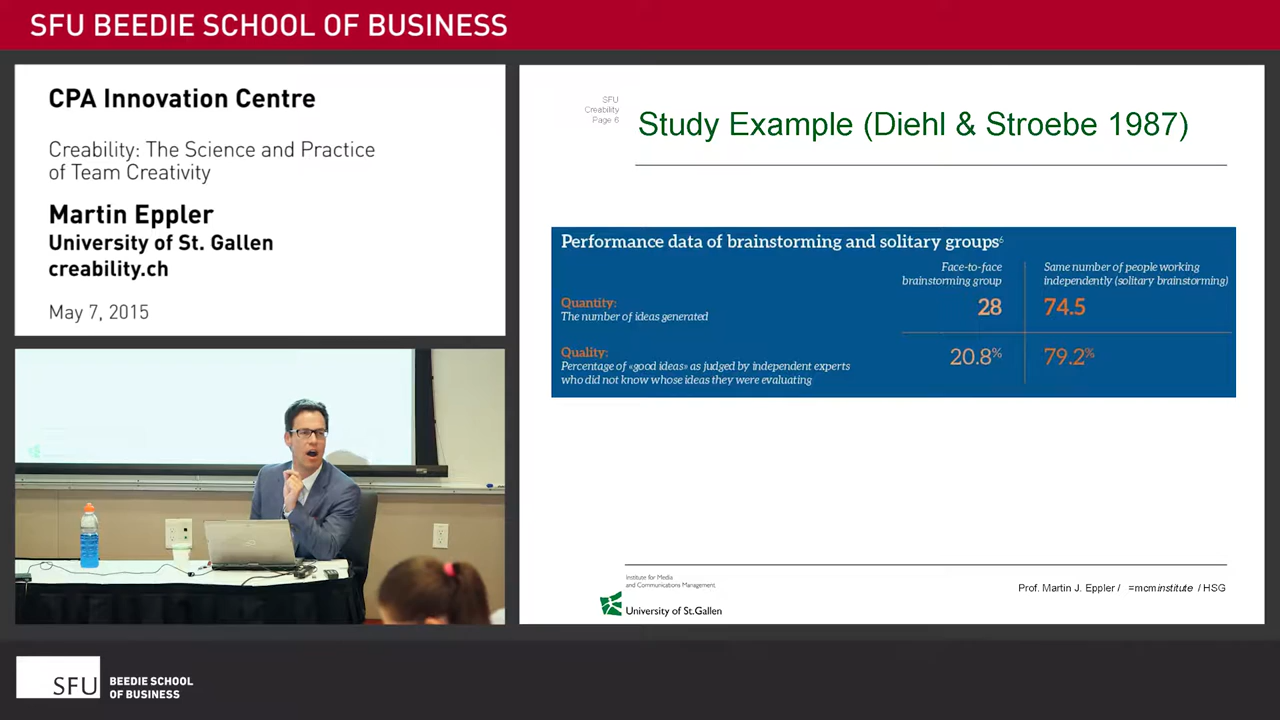 SFU BEEDIE SCHOOL OF BUSINESS
CPA Innovation Centre
Creability: The Science and Practice
of Team Creativity
Martin Eppler
University of St. Gallen
creability.ch
May 7, 2015
SFU
Creability
Page 6
Study Example (Diehl & Stroebe 1987)
Performance data of brainstorming and solitary groups⁶
Face-to-face
brainstorming group
Same number of people working
independently (solitary brainstorming)
Quantity:
The number of ideas generated
28
74.5
Quality:
Percentage of «good ideas» as judged by independent experts
who did not know whose ideas they were evaluating
20.8%
79.2%
Institute for Media
and Communications Management
University of St.Gallen
Prof. Martin J. Eppler / =mcminstitute / HSG
SFU
BEEDIE SCHOOL
OF BUSINESS